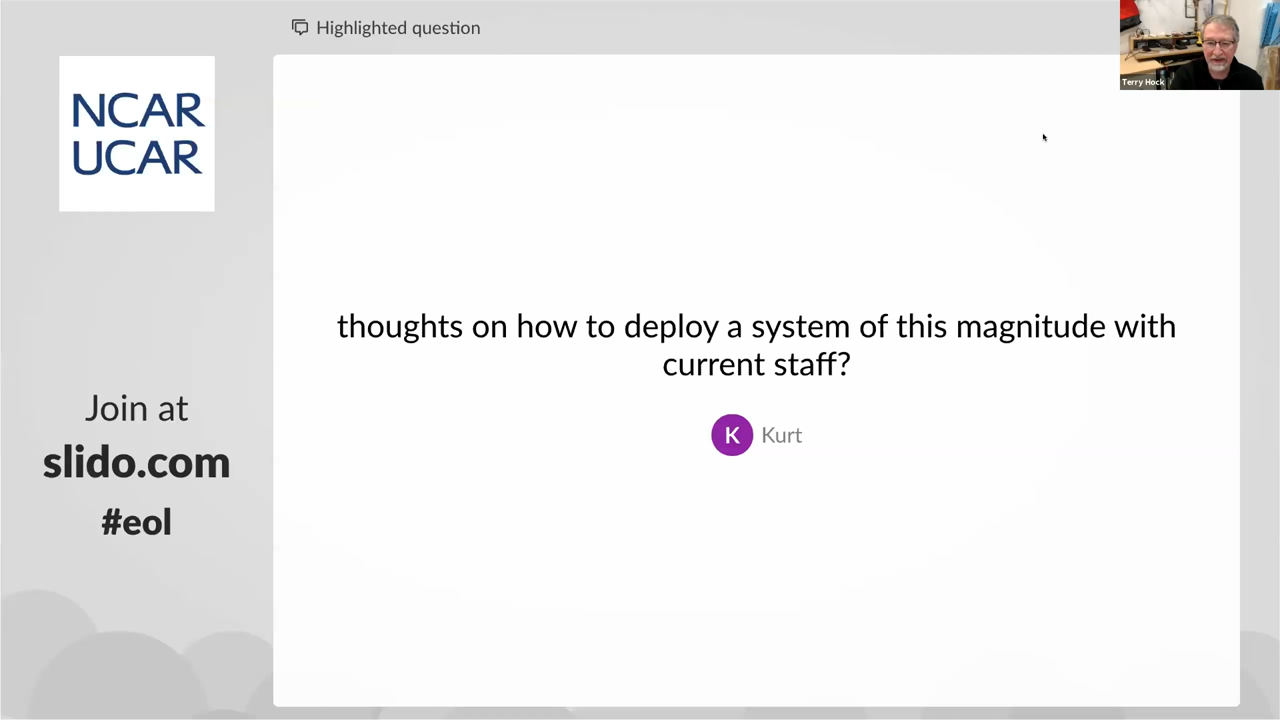 Highlighted question
Terry Hock
NCAR
UCAR
thoughts on how to deploy a system of this magnitude with
current staff?
K Kurt
Join at
slido.com
#eol